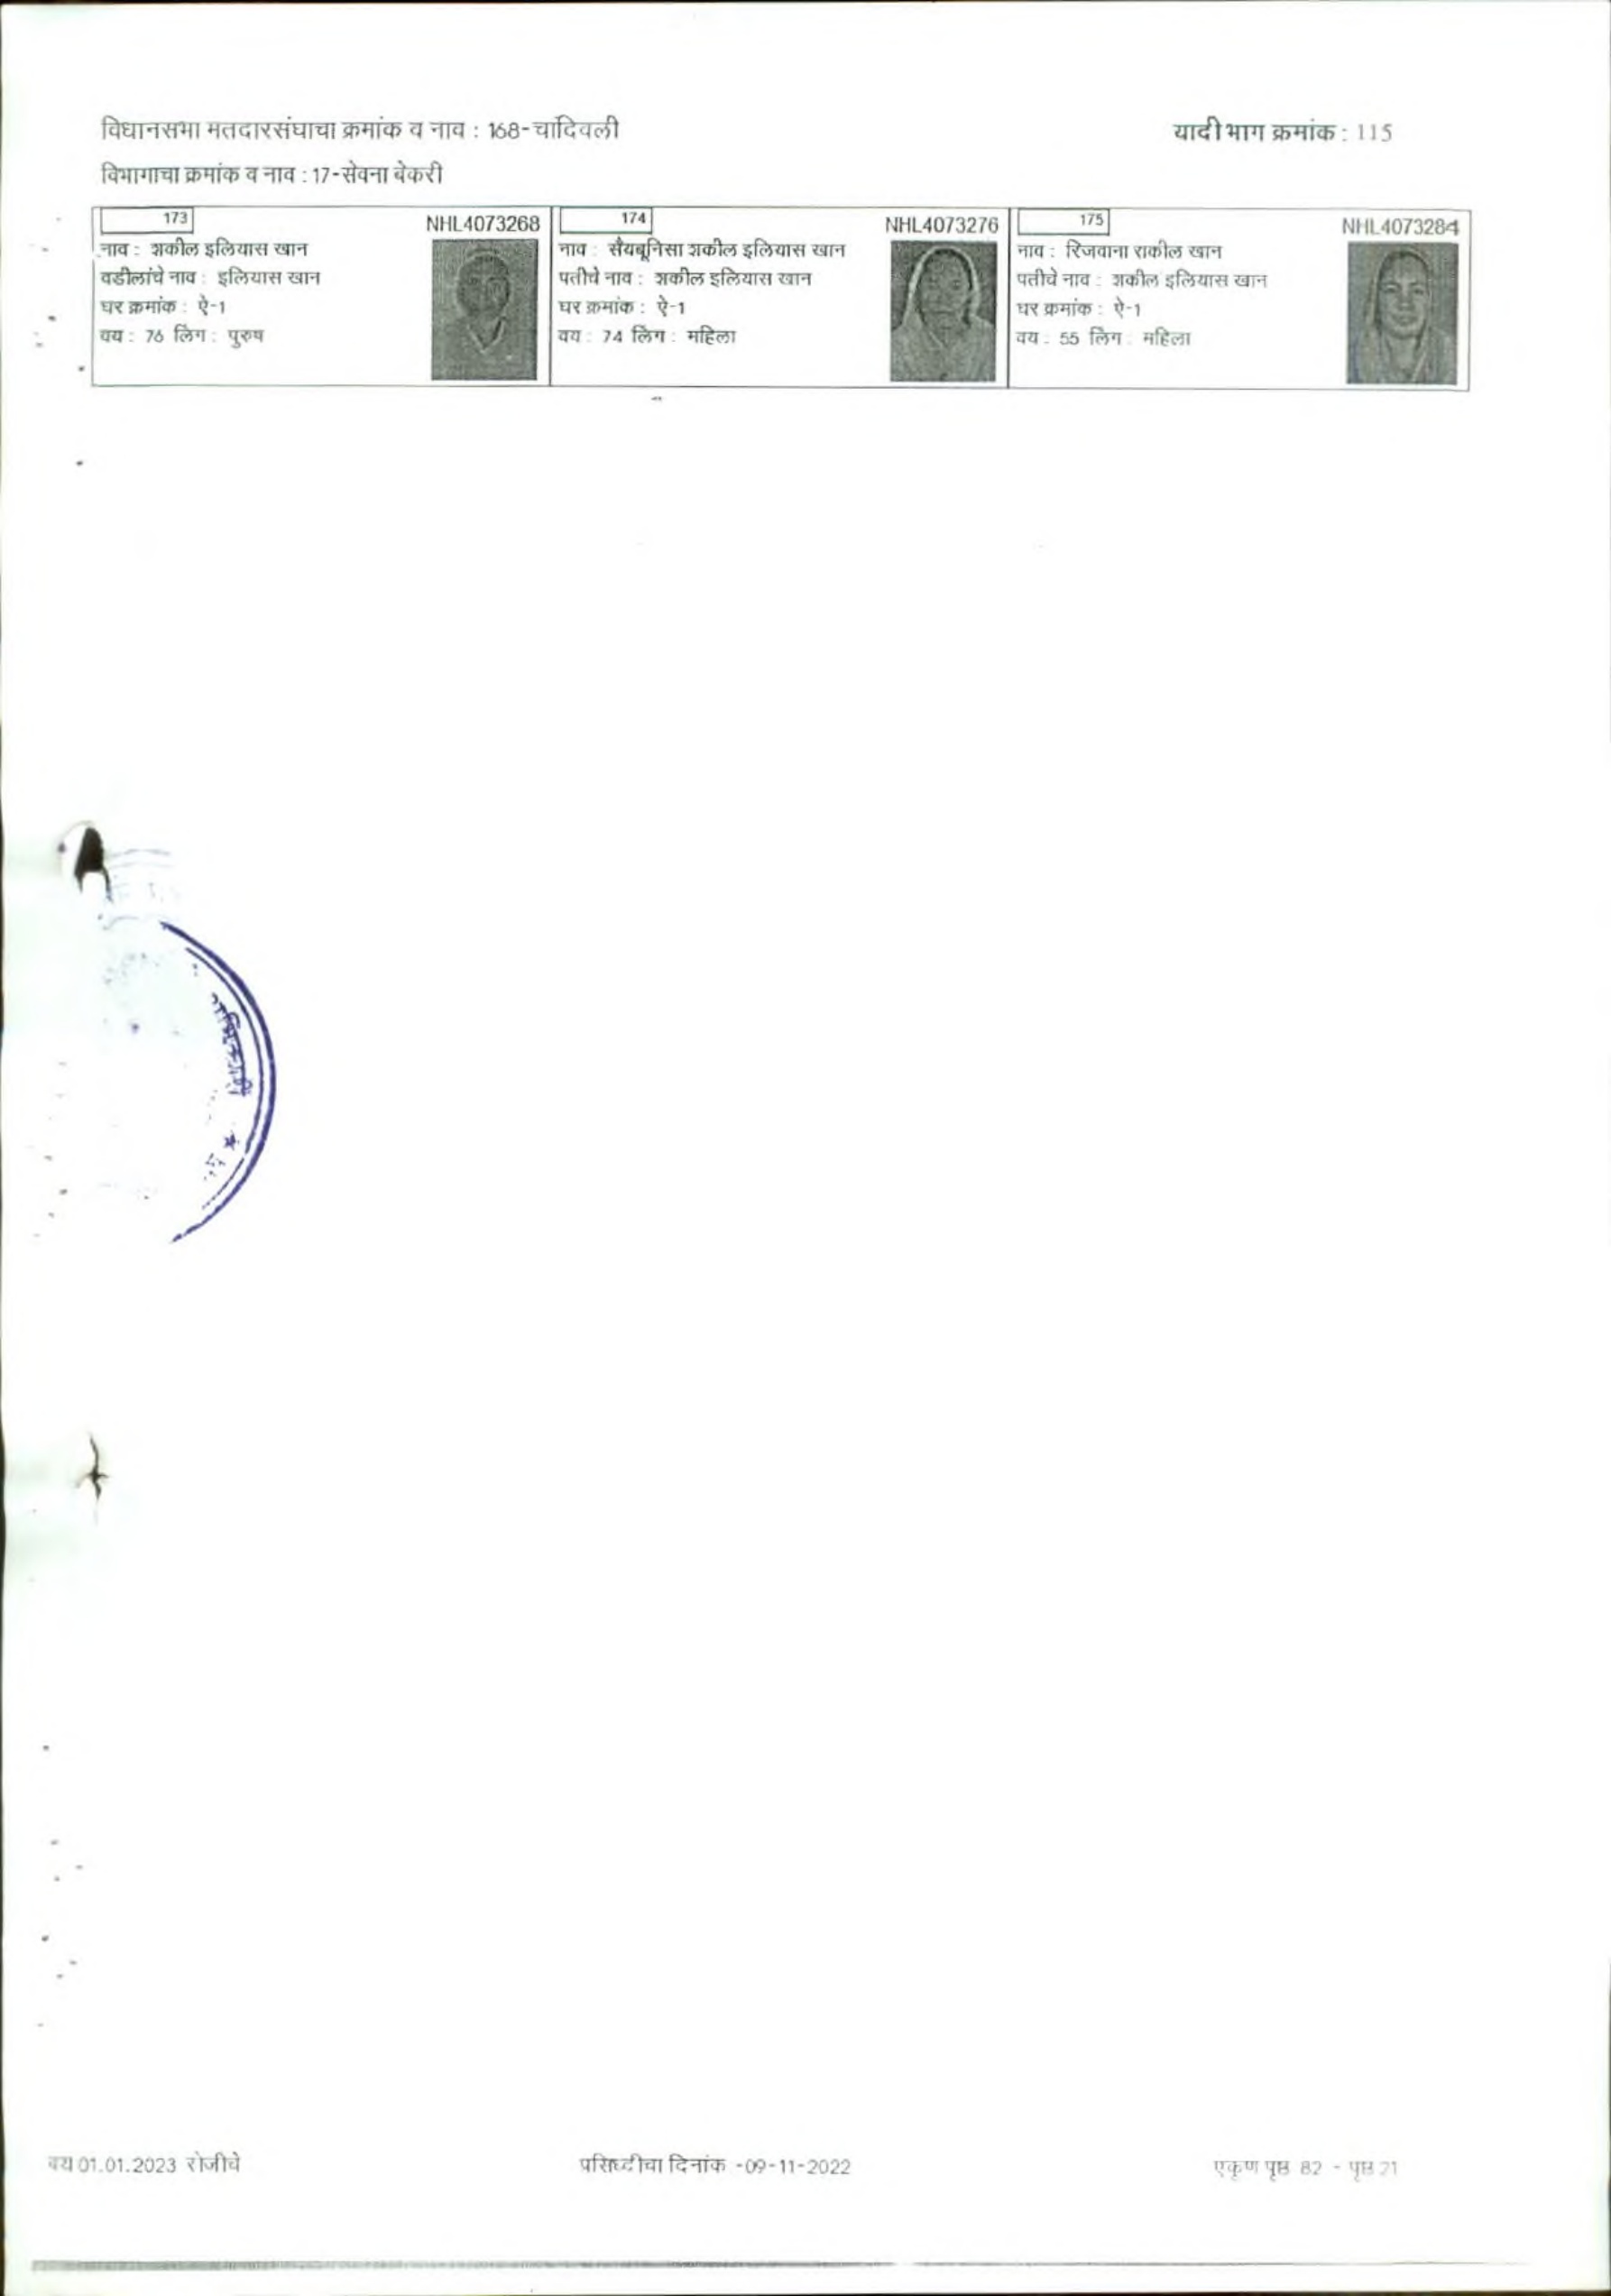 विधानसभा मतदारसंघाचा क्रमांक व नाव : 168-चांदिवली
यादी भाग क्रमांक : 115
विभागाचा क्रमांक व नाव : 17-सेवना बेकरी
173
NHL4073268
नाव : शकील इलियास खान
वडीलांचे नाव : इलियास खान
घर क्रमांक : ऐ-1
वय : 76 लिंग : पुरुष
174
NHL4073276
नाव : सैयबूनिसा शकील इलियास खान
पतीचे नाव : शकील इलियास खान
घर क्रमांक : ऐ-1
वय : 74 लिंग : महिला
175
NHL4073284
नाव : रिजवाना शकील खान
पतीचे नाव : शकील इलियास खान
घर क्रमांक : ऐ-1
वय : 55 लिंग : महिला
वय 01.01.2023 रोजीचे
प्रसिध्दीचा दिनांक -09-11-2022
एकूण पृष्ठ 82 - पृष्ठ 21